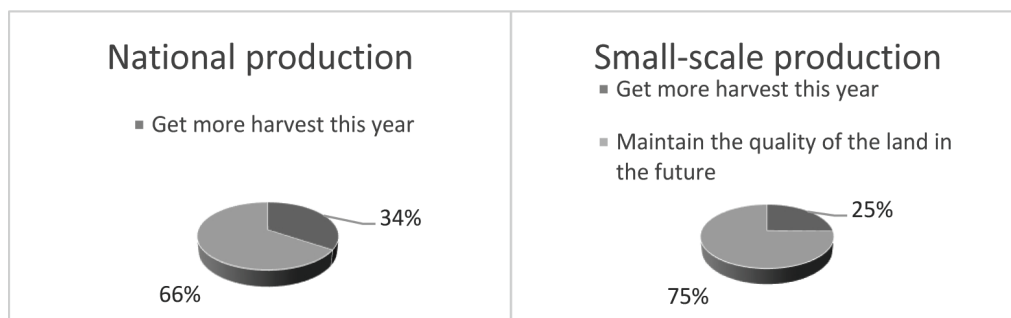 National production
Get more harvest this year
34%
66%
Small-scale production
Get more harvest this year
Maintain the quality of the land in
the future
25%
75%